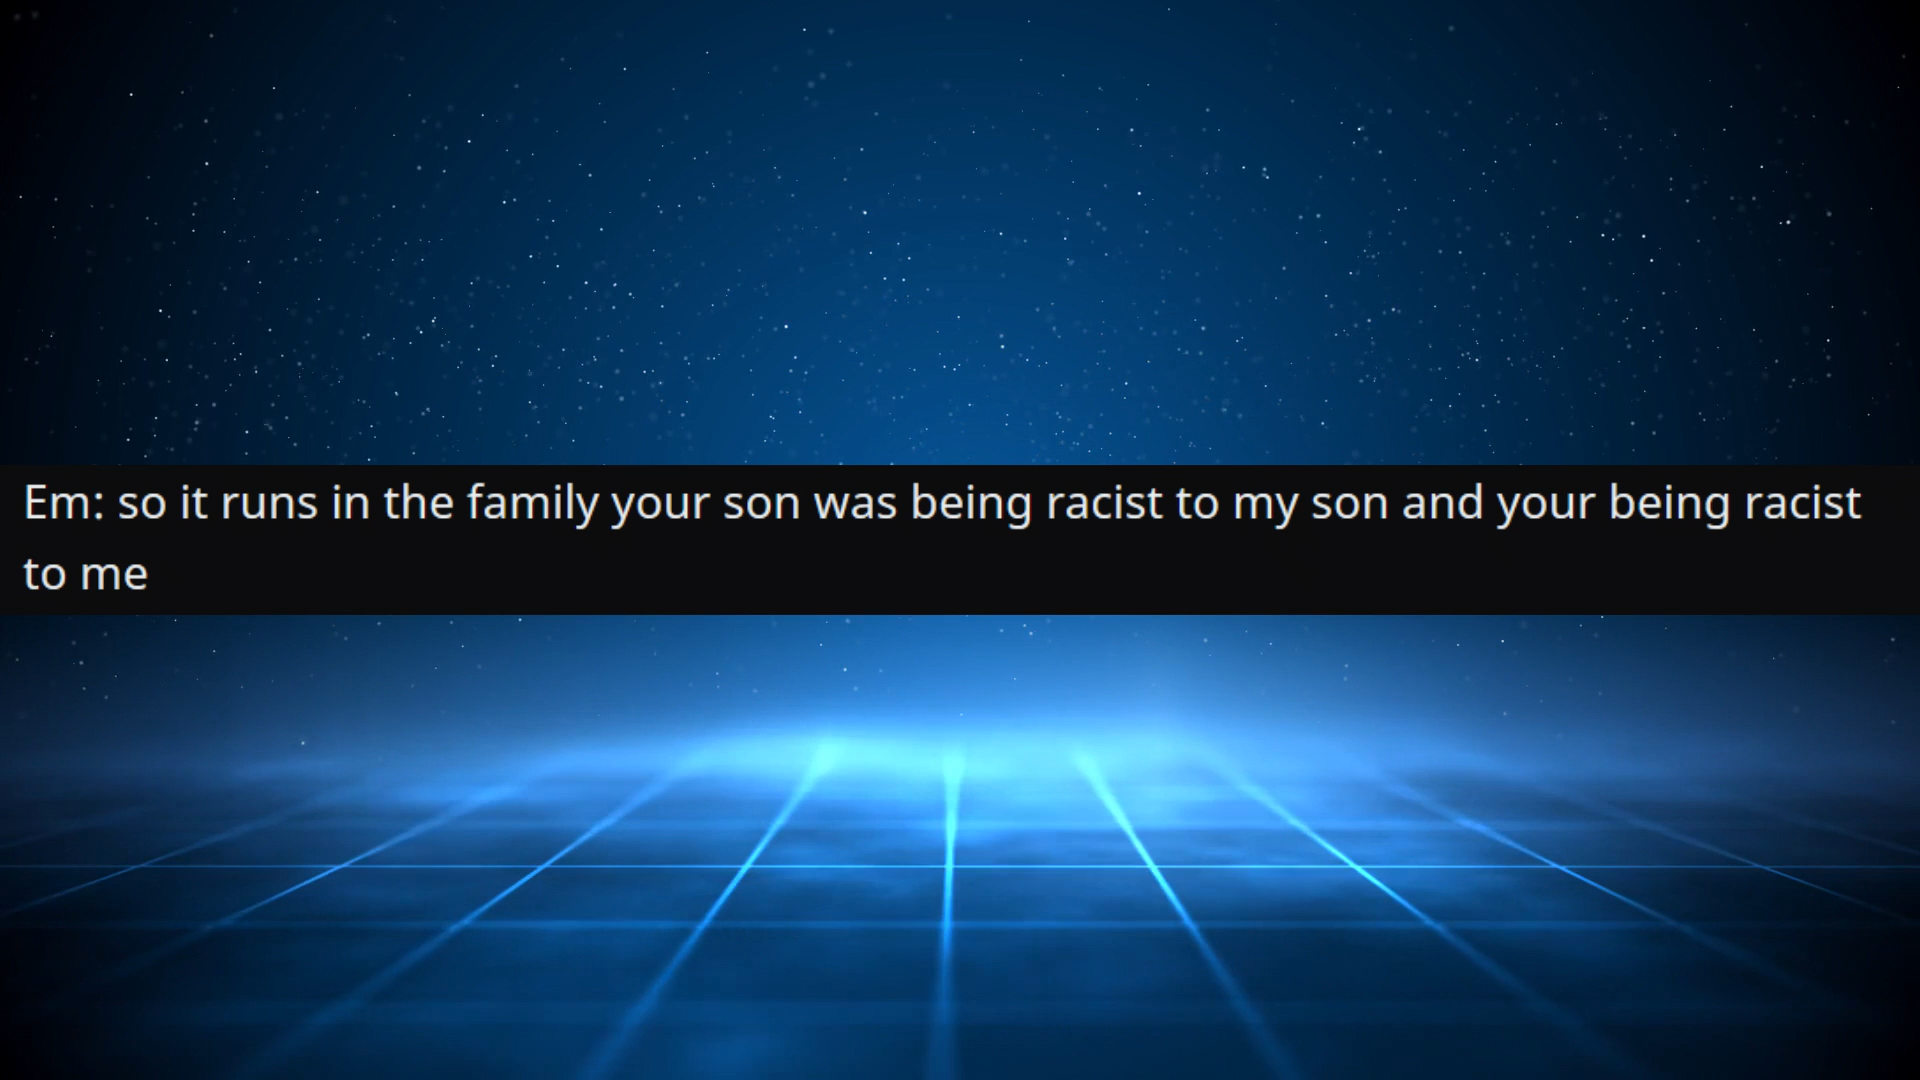 Em: so it runs in the family your son was being racist to my son and your being racist
to me